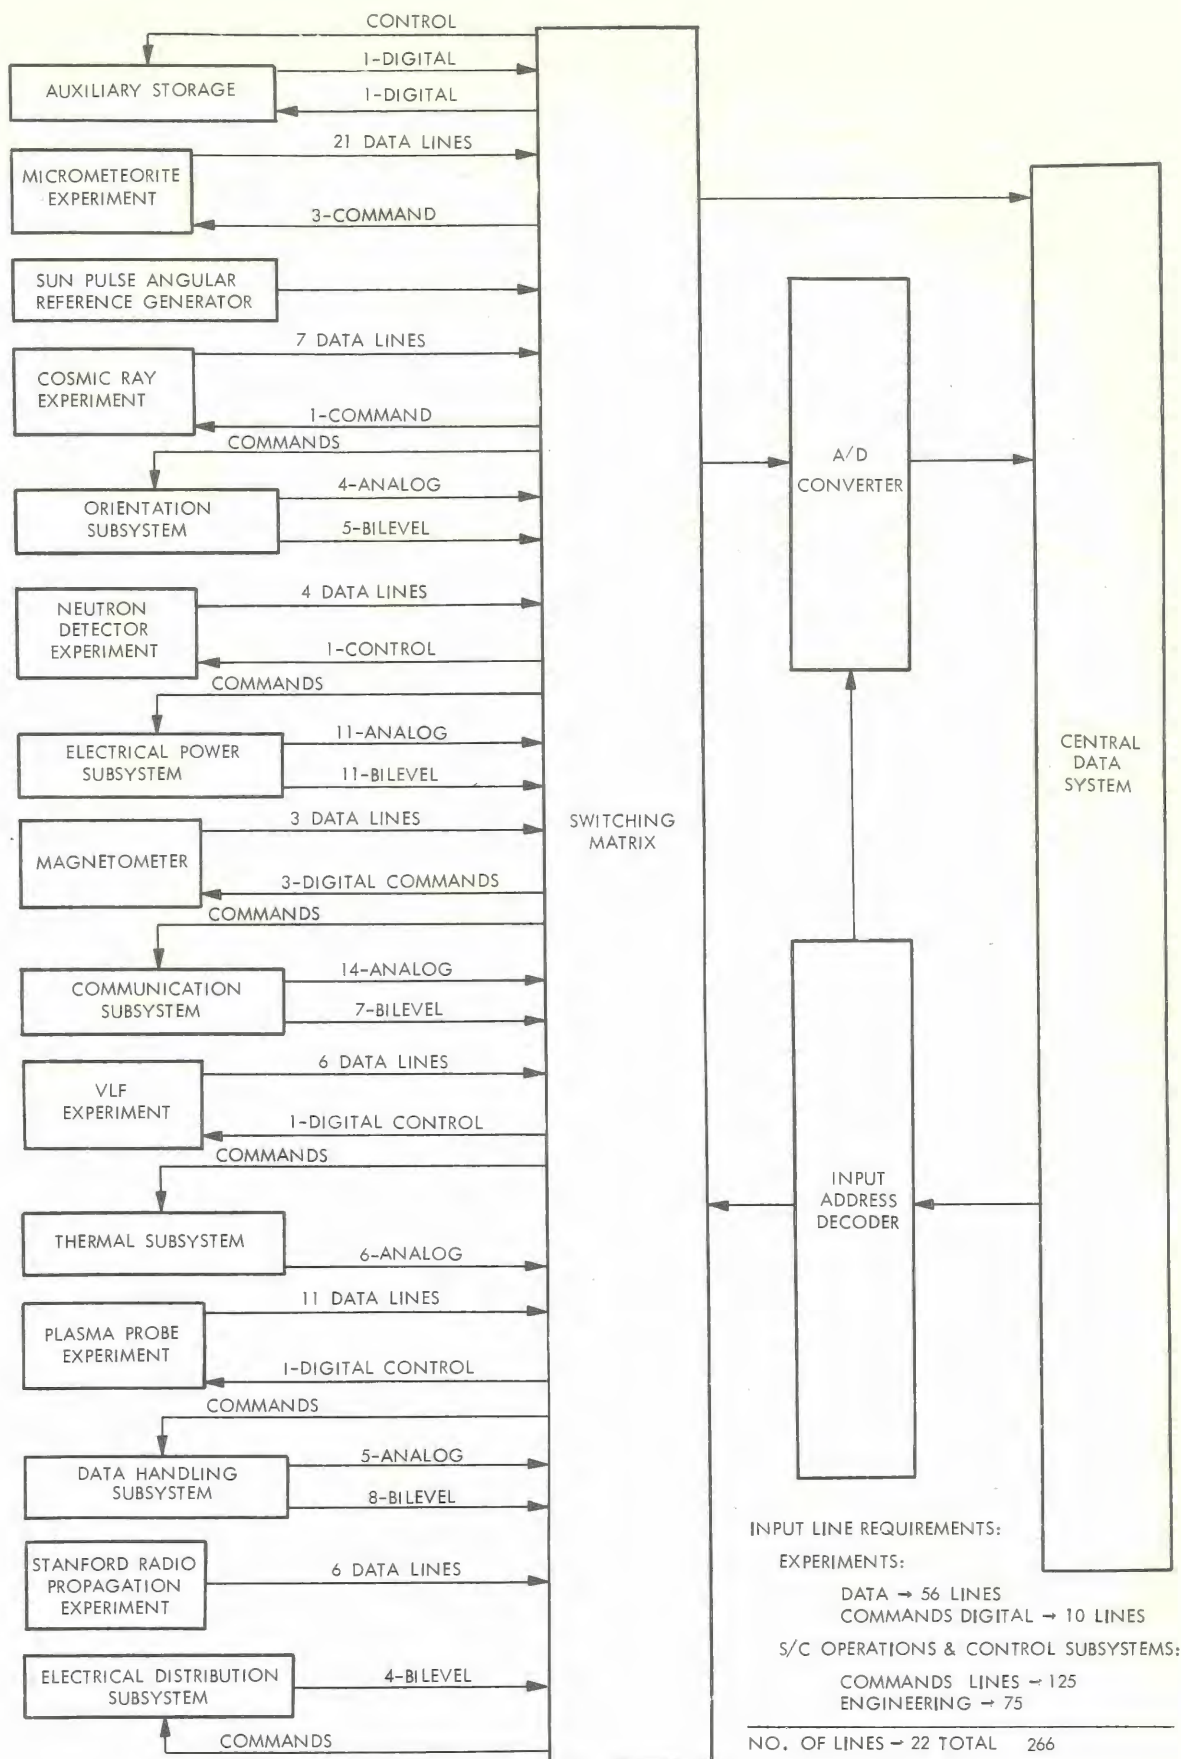 CONTROL
1-DIGITAL
AUXILIARY STORAGE
1-DIGITAL
21 DATA LINES
MICROMETEORITE
EXPERIMENT
3-COMMAND
SUN PULSE ANGULAR
REFERENCE GENERATOR
7 DATA LINES
COSMIC RAY
EXPERIMENT
1-COMMAND
COMMANDS
ORIENTATION
SUBSYSTEM
4-ANALOG
5-BILEVEL
4 DATA LINES
NEUTRON
DETECTOR
EXPERIMENT
1-CONTROL
COMMANDS
11-ANALOG
ELECTRICAL POWER
SUBSYSTEM
11-BILEVEL
3 DATA LINES
MAGNETOMETER
3-DIGITAL COMMANDS
COMMANDS
14-ANALOG
COMMUNICATION
SUBSYSTEM
7-BILEVEL
6 DATA LINES
VLF
EXPERIMENT
1-DIGITAL CONTROL
COMMANDS
THERMAL SUBSYSTEM
6-ANALOG
11 DATA LINES
PLASMA PROBE
EXPERIMENT
1-DIGITAL CONTROL
COMMANDS
5-ANALOG
DATA HANDLING
SUBSYSTEM
8-BILEVEL
STANFORD RADIO
PROPAGATION
EXPERIMENT
6 DATA LINES
ELECTRICAL DISTRIBUTION
SUBSYSTEM
4-BILEVEL
COMMANDS
SWITCHING
MATRIX
A/D
CONVERTER
INPUT
ADDRESS
DECODER
CENTRAL
DATA
SYSTEM
INPUT LINE REQUIREMENTS:
EXPERIMENTS:
DATA → 56 LINES
COMMANDS DIGITAL → 10 LINES
S/C OPERATIONS & CONTROL SUBSYSTEMS:
COMMANDS LINES → 125
ENGINEERING → 75
NO. OF LINES → 22 TOTAL 266